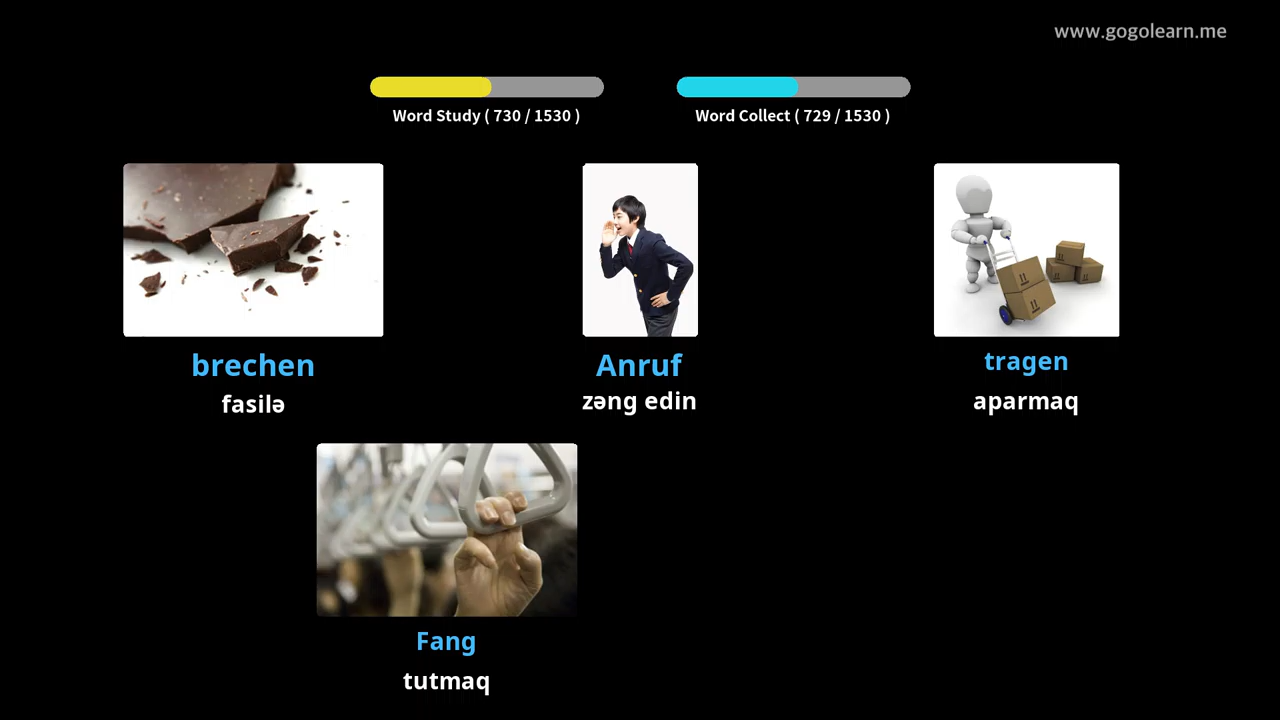 www.gogolearn.me
Word Study ( 730 / 1530 )
Word Collect ( 729 / 1530 )
brechen
fasilə
Anruf
zəng edin
tragen
aparmaq
Fang
tutmaq